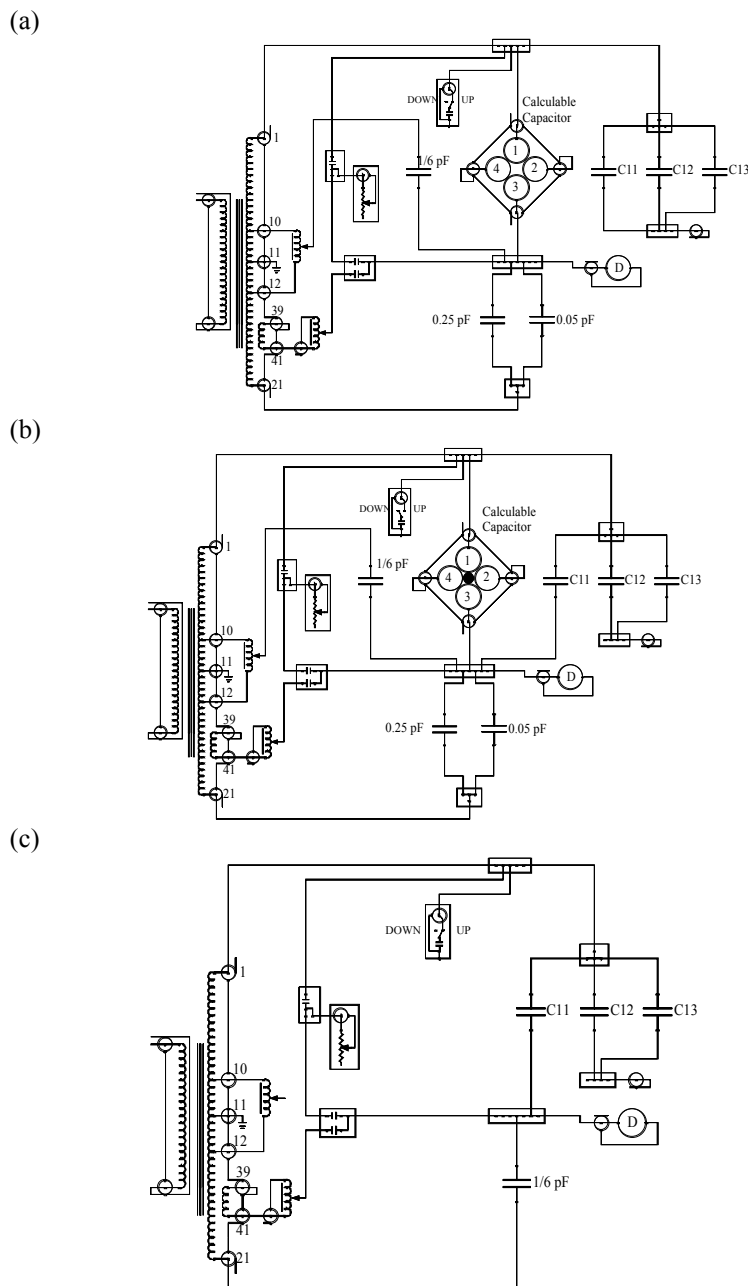 (a)
DOWN UP
Calculable
Capacitor
1
1
1/6 pF
4 2
C11 C12 C13
3
10
11
12
D
39
0.25 pF 0.05 pF
41
21
(b)
DOWN UP
Calculable
Capacitor
1
1
1/6 pF
4 2
C11 C12 C13
3
10
11
12
D
39
0.25 pF 0.05 pF
41
21
(c)
DOWN UP
1
C11 C12 C13
10
11
12
D
39
1/6 pF
41
21